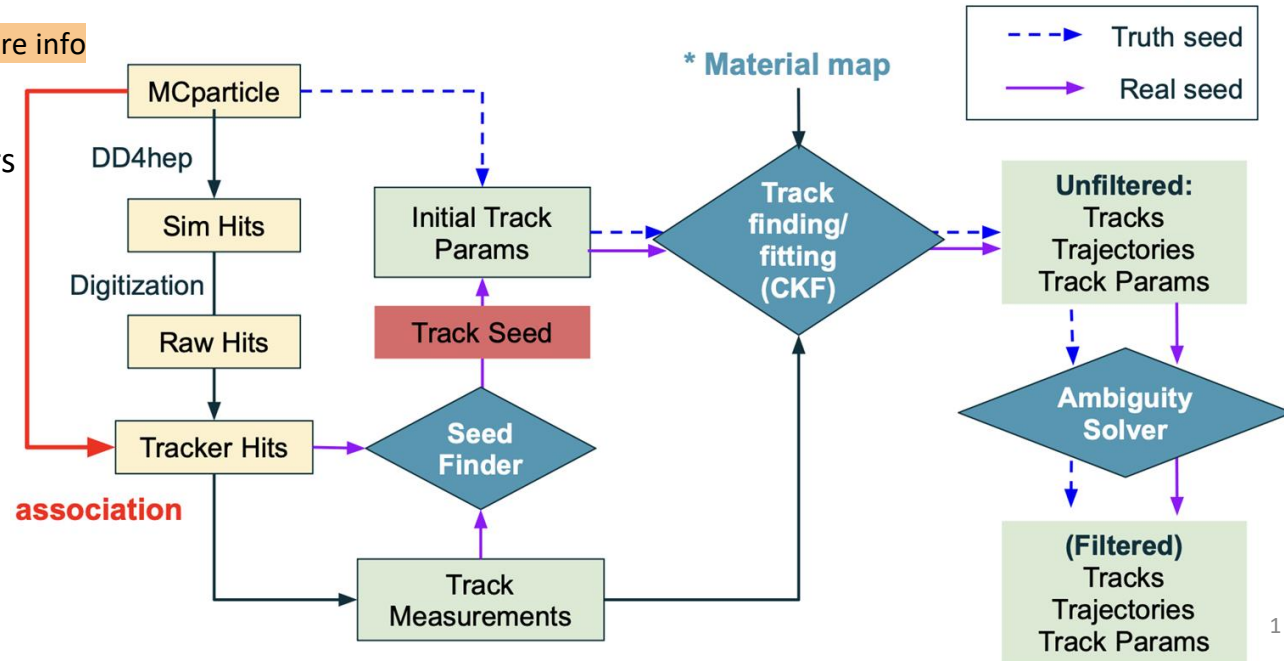 re info
rs
MCparticle
DD4hep
Sim Hits
Digitization
Raw Hits
Tracker Hits
association
Initial Track
Params
Track Seed
Seed
Finder
Track
Measurements
* Material map
Track
finding/
fitting
(CKF)
Truth seed
Real seed
Unfiltered:
Tracks
Trajectories
Track Params
Ambiguity
Solver
(Filtered)
Tracks
Trajectories
Track Params
1